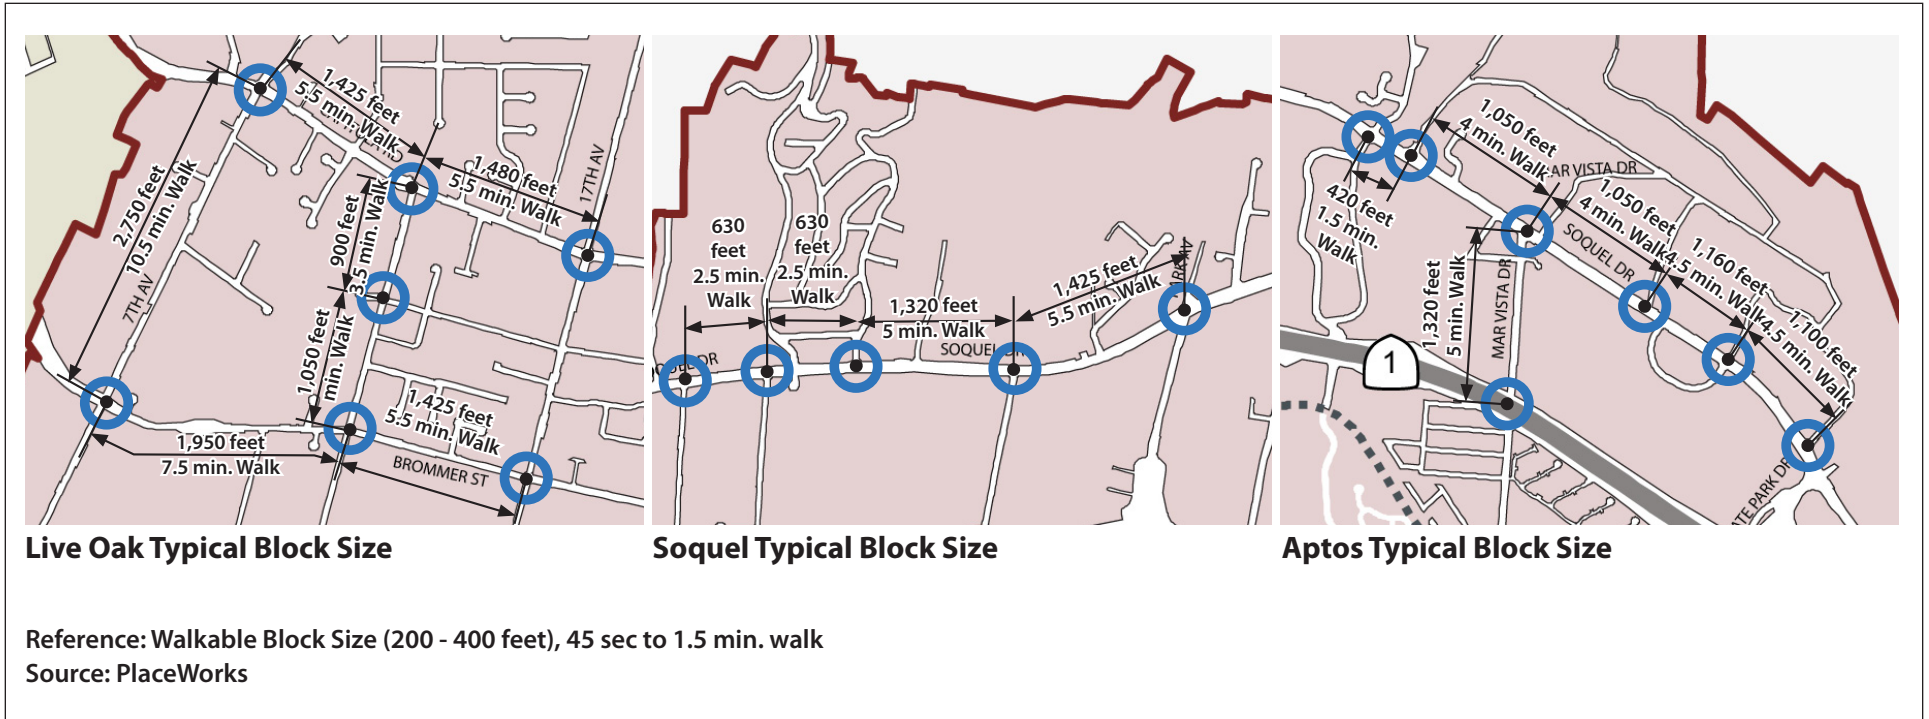 1,425 feet
5.5 min. Walk
RD
1,480 feet
5.5 min. Walk
17TH AV
2,750 feet
10.5 min. Walk
7TH AV
900 feet
3.5 min. Walk
1,050 feet
min. Walk
1,950 feet
7.5 min. Walk
1,425 feet
5.5 min. Walk
BROMMER ST
Live Oak Typical Block Size
630
feet
2.5 min.
Walk
630
feet
2.5 min.
Walk
1,320 feet
5 min. Walk
1,425 feet
5.5 min. Walk
SOQUEL DR
Soquel Typical Block Size
1,050 feet
4 min. Walk
MAR VISTA DR
420 feet
1.5 min.
Walk
1,050 feet
4 min. Walk
SOQUEL DR
1,160 feet
4.5 min. Walk
1,100 feet
4.5 min. Walk
1,320 feet
5 min. Walk
MAR VISTA DR
1
ATE PARK DR
Aptos Typical Block Size
Reference: Walkable Block Size (200 - 400 feet), 45 sec to 1.5 min. walk
Source: PlaceWorks